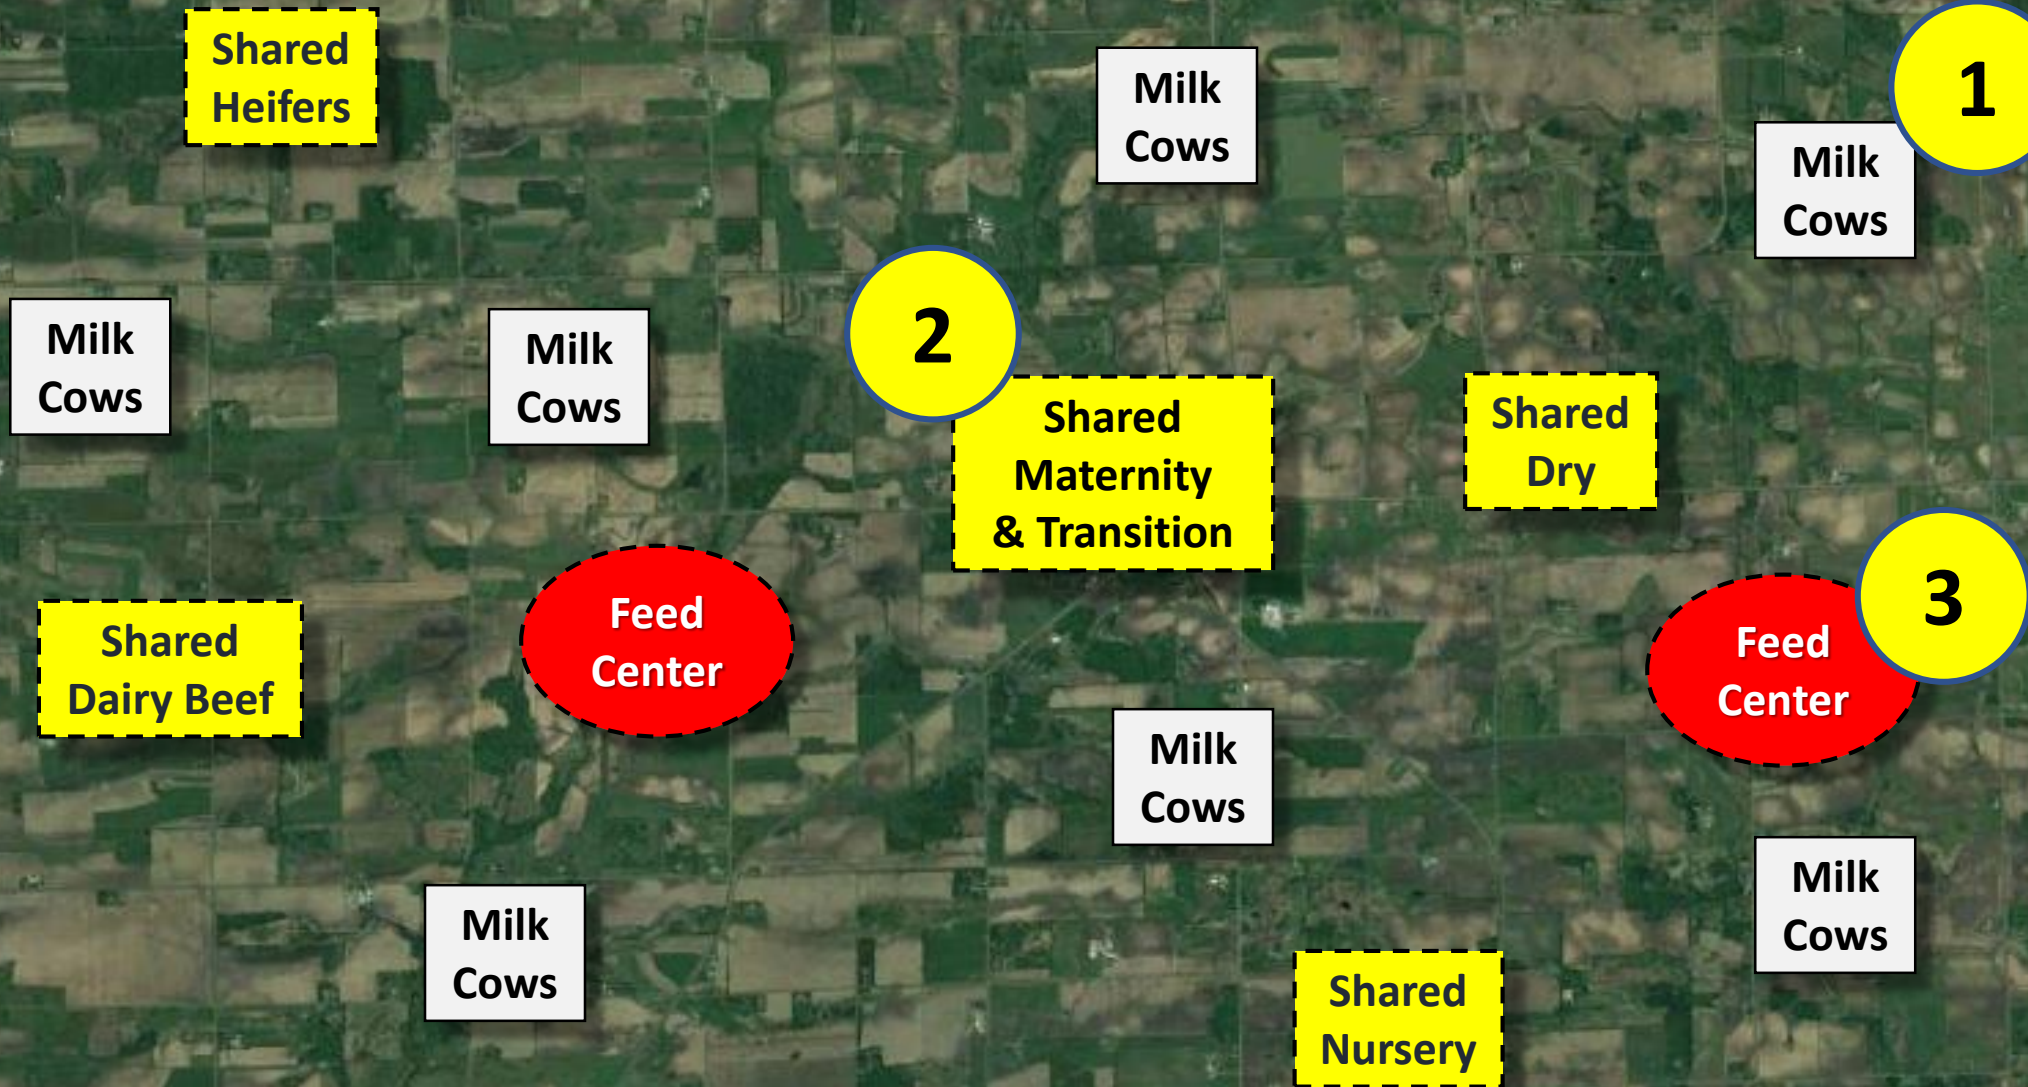 Shared
Heifers
Milk
Cows
1
Milk
Cows
Milk
Cows
Milk
Cows
2
Shared
Maternity
& Transition
Shared
Dry
Shared
Dairy Beef
Feed
Center
3
Feed
Center
Milk
Cows
Milk
Cows
Milk
Cows
Shared
Nursery